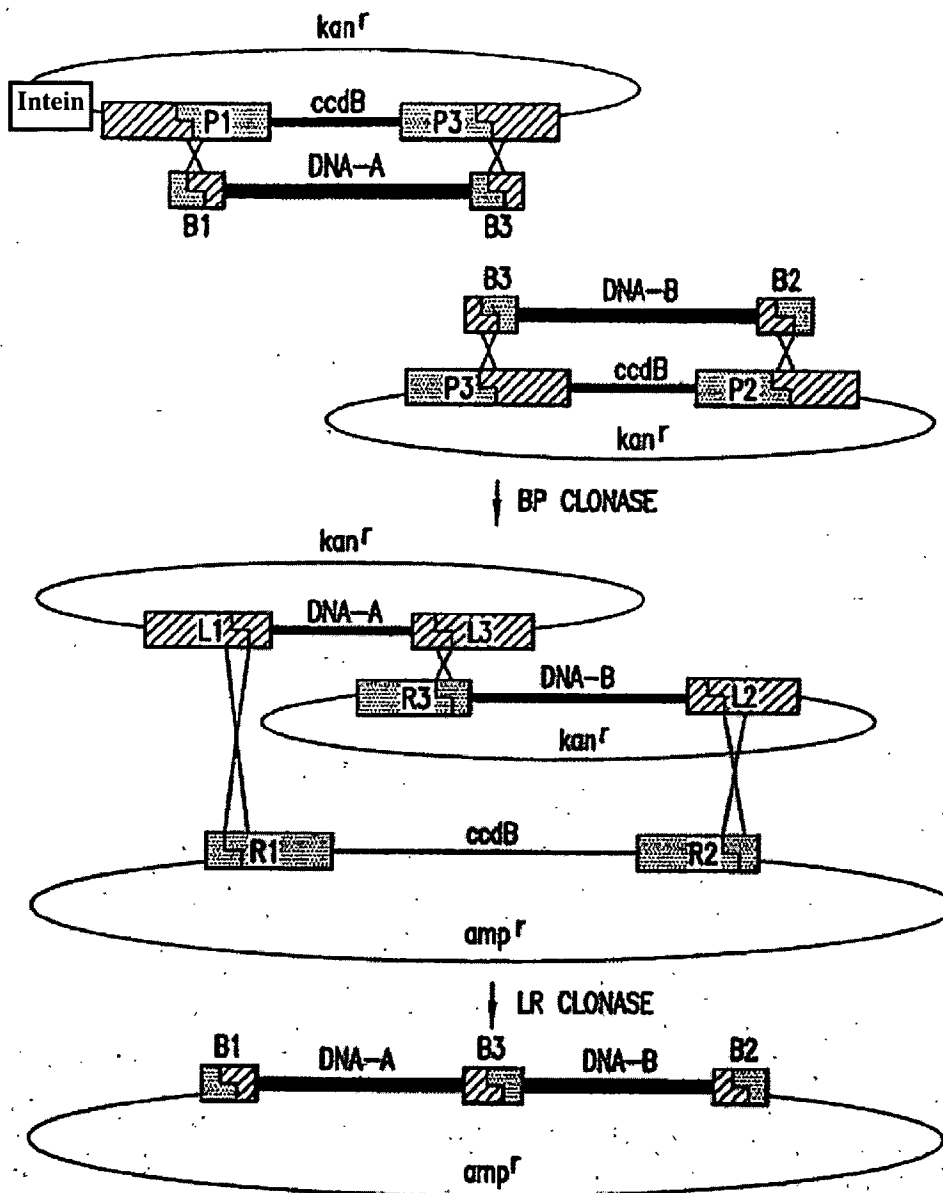 kanʳ
Intein
ccdB
P1
P3
DNA-A
B1
B3
B3
DNA-B
B2
ccdB
P3
P2
kanʳ
BP CLONASE
kanʳ
DNA-A
L1
L3
DNA-B
R3
L2
kanʳ
ccdB
R1
R2
ampʳ
LR CLONASE
B1
DNA-A
B3
DNA-B
B2
ampʳ